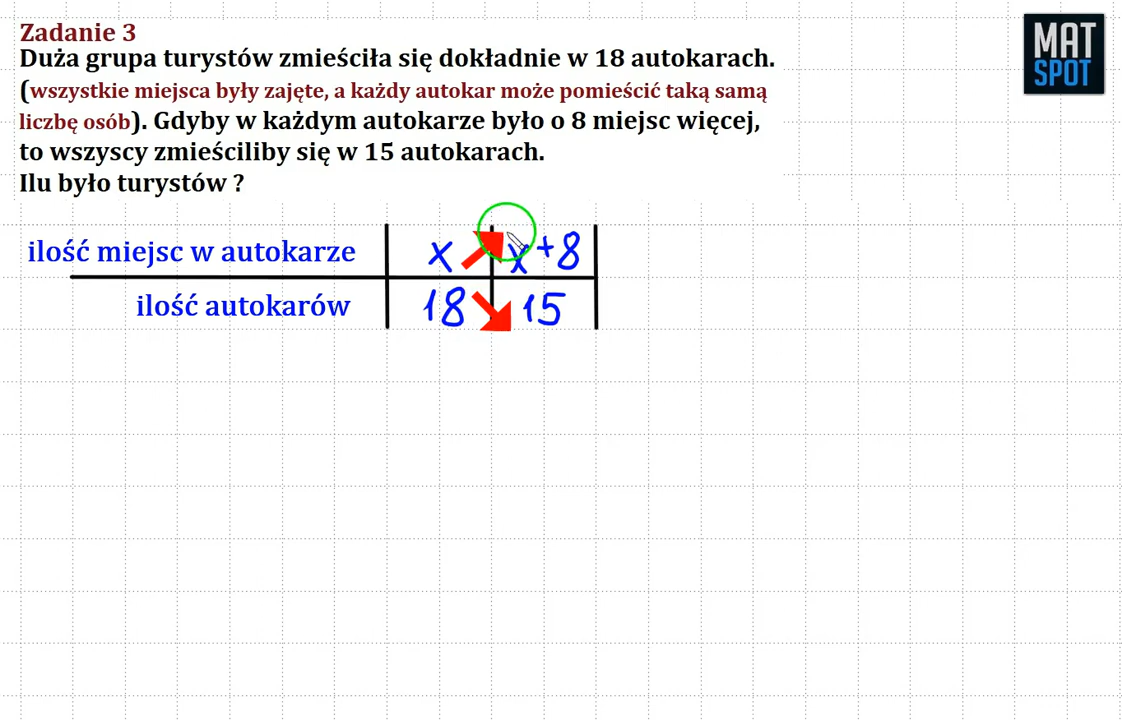 Zadanie 3
Duża grupa turystów zmieściła się dokładnie w 18 autokarach.
(wszystkie miejsca były zajęte, a każdy autokar może pomieścić taką samą
liczbę osób). Gdyby w każdym autokarze było o 8 miejsc więcej,
to wszyscy zmieściliby się w 15 autokarach.
Ilu było turystów ?
MAT
SPOT
ilość miejsc w autokarze x x+8
ilość autokarów 18 15